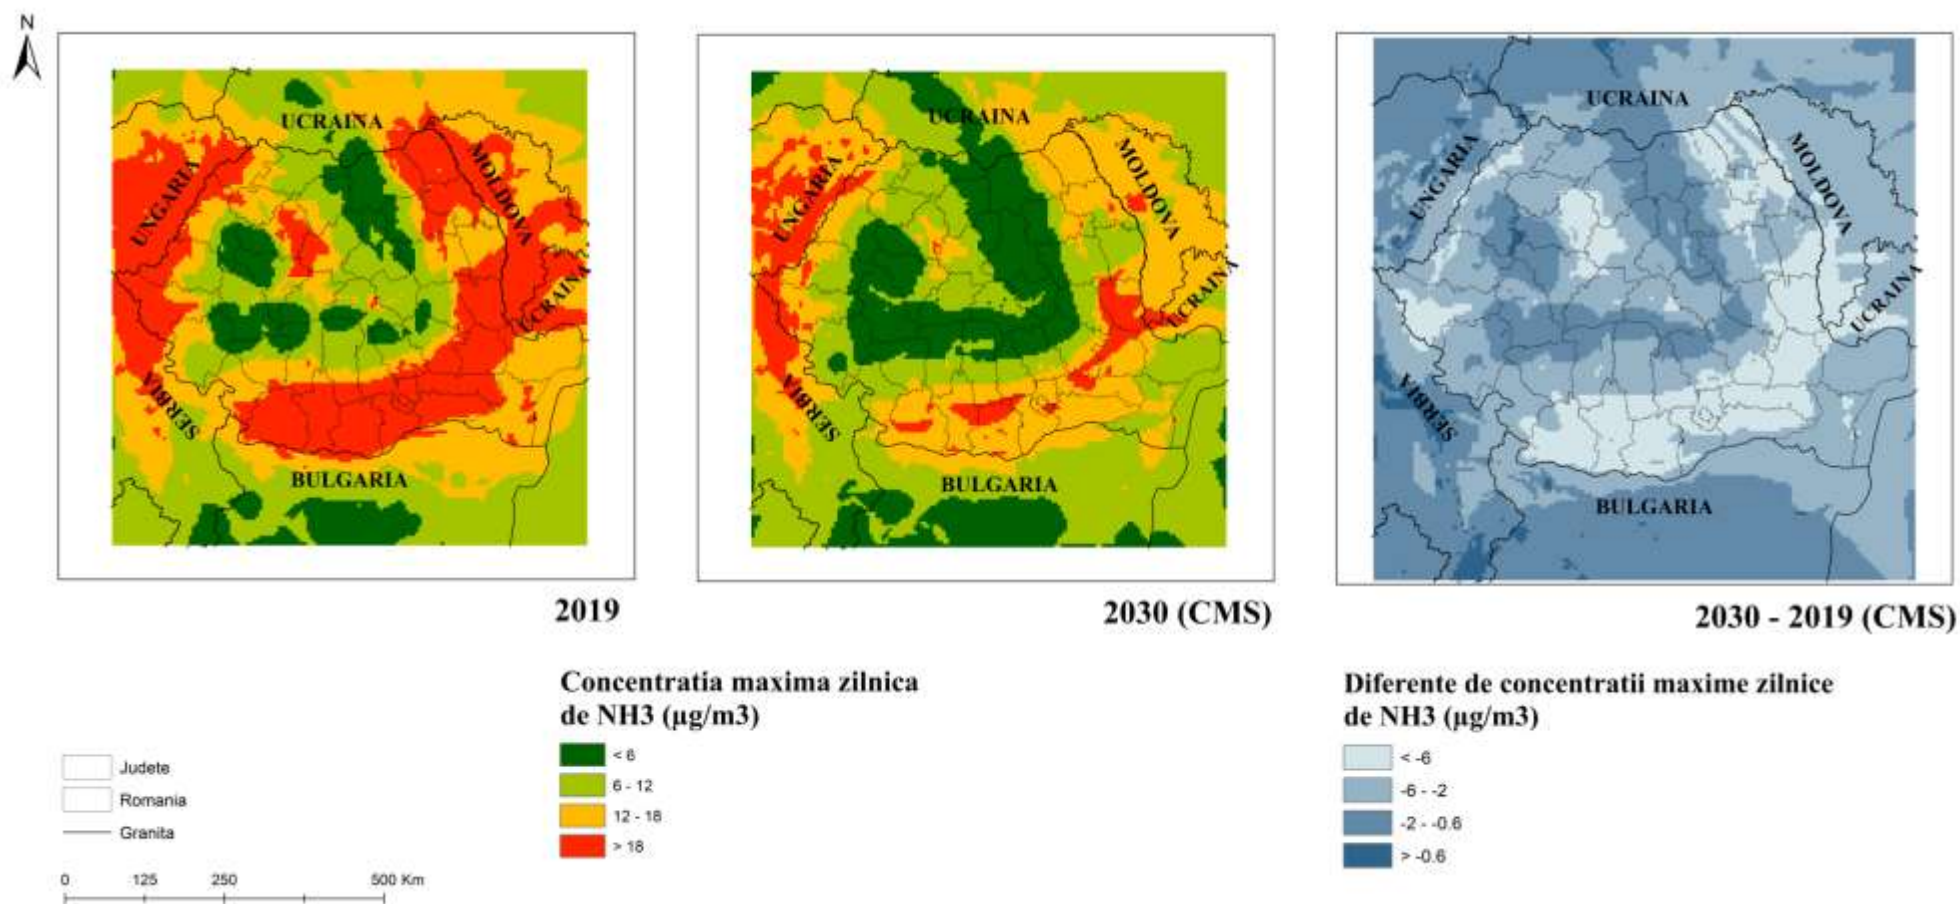 N
UCRAINA
UNGARIA
MOLDOVA
UCRAINA
SERBIA
BULGARIA
2019
UCRAINA
UNGARIA
MOLDOVA
UCRAINA
SERBIA
BULGARIA
2030 (CMS)
UCRAINA
UNGARIA
MOLDOVA
UCRAINA
SERBIA
BULGARIA
2030 - 2019 (CMS)
Concentratia maxima zilnica
de NH3 (µg/m3)
< 6
6 - 12
12 - 18
> 18
Diferente de concentratii maxime zilnice
de NH3 (µg/m3)
< -6
-6 - -2
-2 - -0.6
> -0.6
Judete
Romania
Granita
0 125 250 500 Km